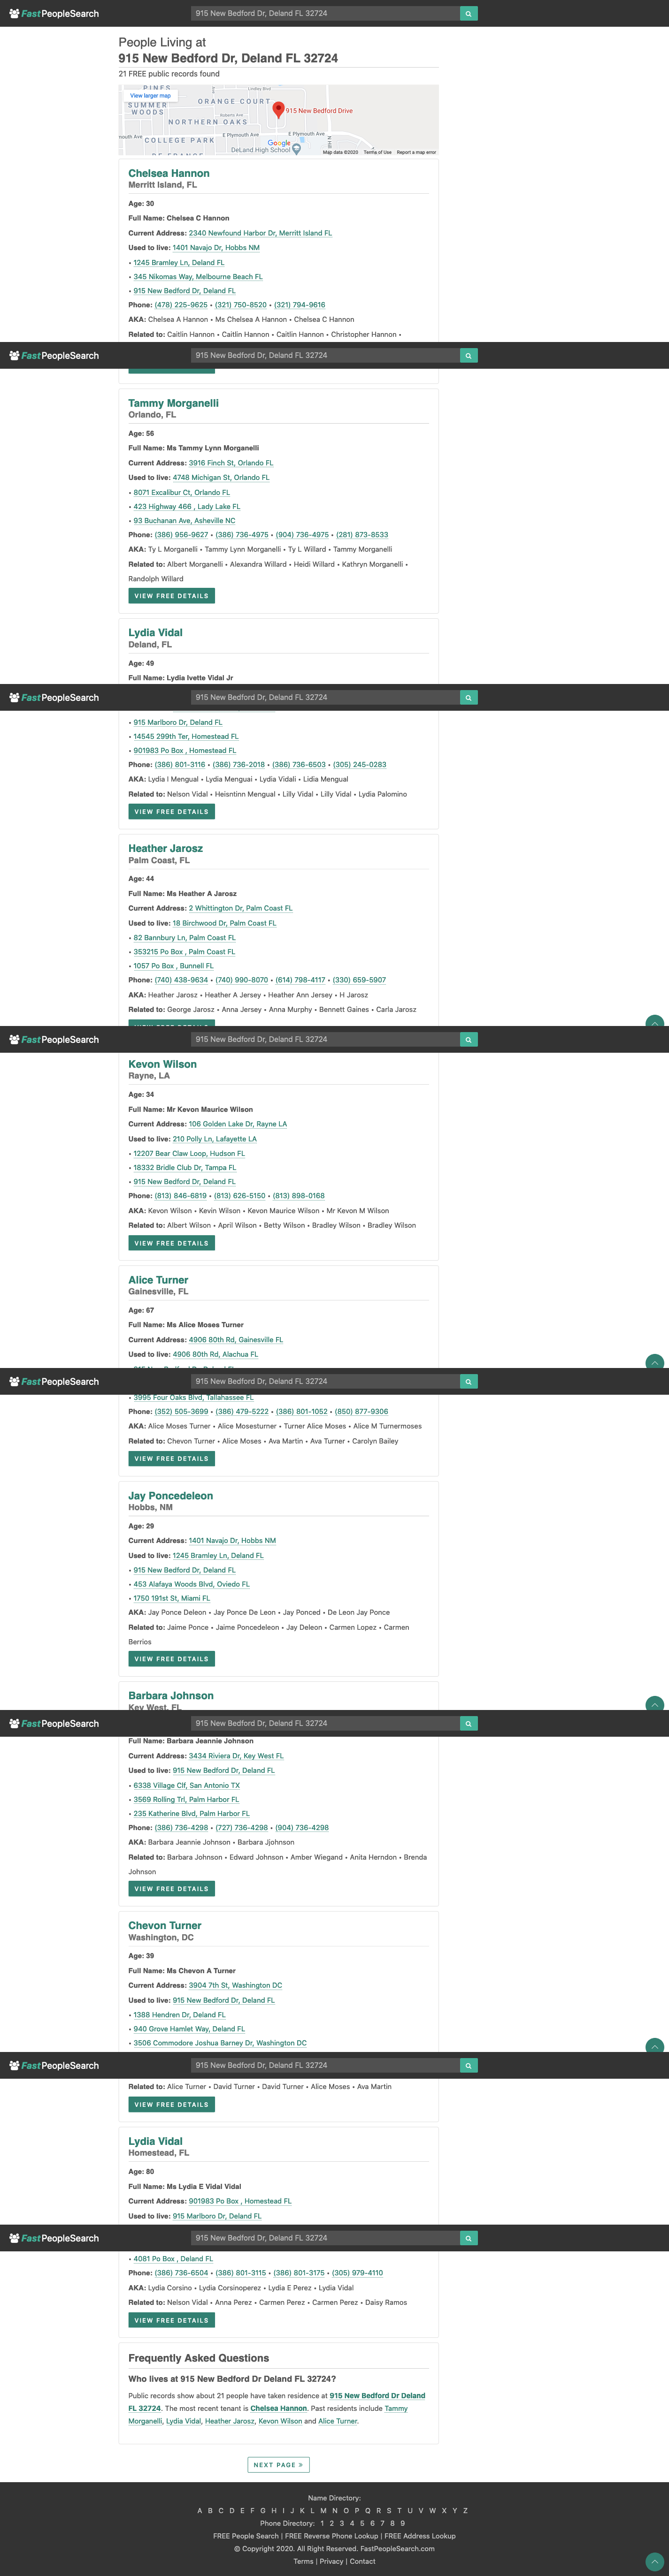 FastPeopleSearch
915 New Bedford Dr, Deland FL 32724
People Living at
915 New Bedford Dr, Deland FL 32724
21 FREE public records found
View larger map
PINES
SUMMER
WOODS
Lindley Blvd
ORANGE COURT
Roberts Ave
NORTHERN OAKS
915 New Bedford Drive
mouth Ave
E Plymouth Ave
E Plymouth Ave
COLLEGE PARK
Google
DeLand High School
Map data ©2020 Terms of Use Report a map error
Chelsea Hannon
Merritt Island, FL
Age: 30
Full Name: Chelsea C Hannon
Current Address: 2340 Newfound Harbor Dr, Merritt Island FL
Used to live: 1401 Navajo Dr, Hobbs NM
• 1245 Bramley Ln, Deland FL
• 345 Nikomas Way, Melbourne Beach FL
• 915 New Bedford Dr, Deland FL
Phone: (478) 225-9625 • (321) 750-8520 • (321) 794-9616
AKA: Chelsea A Hannon • Ms Chelsea A Hannon • Chelsea C Hannon
Related to: Caitlin Hannon • Caitlin Hannon • Caitlin Hannon • Christopher Hannon •
FastPeopleSearch
915 New Bedford Dr, Deland FL 32724
Tammy Morganelli
Orlando, FL
Age: 56
Full Name: Ms Tammy Lynn Morganelli
Current Address: 3916 Finch St, Orlando FL
Used to live: 4748 Michigan St, Orlando FL
• 8071 Excalibur Ct, Orlando FL
• 423 Highway 466 , Lady Lake FL
• 93 Buchanan Ave, Asheville NC
Phone: (386) 956-9627 • (386) 736-4975 • (904) 736-4975 • (281) 873-8533
AKA: Ty L Morganelli • Tammy Lynn Morganelli • Ty L Willard • Tammy Morganelli
Related to: Albert Morganelli • Alexandra Willard • Heidi Willard • Kathryn Morganelli •
Randolph Willard
VIEW FREE DETAILS
Lydia Vidal
Deland, FL
Age: 49
Full Name: Lydia Ivette Vidal Jr
FastPeopleSearch
915 New Bedford Dr, Deland FL 32724
• 915 Marlboro Dr, Deland FL
• 14545 299th Ter, Homestead FL
• 901983 Po Box , Homestead FL
Phone: (386) 801-3116 • (386) 736-2018 • (386) 736-6503 • (305) 245-0283
AKA: Lydia I Mengual • Lydia Menguai • Lydia Vidali • Lidia Mengual
Related to: Nelson Vidal • Heisntinn Mengual • Lilly Vidal • Lilly Vidal • Lydia Palomino
VIEW FREE DETAILS
Heather Jarosz
Palm Coast, FL
Age: 44
Full Name: Ms Heather A Jarosz
Current Address: 2 Whittington Dr, Palm Coast FL
Used to live: 18 Birchwood Dr, Palm Coast FL
• 82 Bannbury Ln, Palm Coast FL
• 353215 Po Box , Palm Coast FL
• 1057 Po Box , Bunnell FL
Phone: (740) 438-9634 • (740) 990-8070 • (614) 798-4117 • (330) 659-5907
AKA: Heather Jarosz • Heather A Jersey • Heather Ann Jersey • H Jarosz
Related to: George Jarosz • Anna Jersey • Anna Murphy • Bennett Gaines • Carla Jarosz
FastPeopleSearch
915 New Bedford Dr, Deland FL 32724
Kevon Wilson
Rayne, LA
Age: 34
Full Name: Mr Kevon Maurice Wilson
Current Address: 106 Golden Lake Dr, Rayne LA
Used to live: 210 Polly Ln, Lafayette LA
• 12207 Bear Claw Loop, Hudson FL
• 18332 Bridle Club Dr, Tampa FL
• 915 New Bedford Dr, Deland FL
Phone: (813) 846-6819 • (813) 626-5150 • (813) 898-0168
AKA: Kevon Wilson • Kevin Wilson • Kevon Maurice Wilson • Mr Kevon M Wilson
Related to: Albert Wilson • April Wilson • Betty Wilson • Bradley Wilson • Bradley Wilson
VIEW FREE DETAILS
Alice Turner
Gainesville, FL
Age: 67
Full Name: Ms Alice Moses Turner
Current Address: 4906 80th Rd, Gainesville FL
Used to live: 4906 80th Rd, Alachua FL
FastPeopleSearch
915 New Bedford Dr, Deland FL 32724
• 3995 Four Oaks Blvd, Tallahassee FL
Phone: (352) 505-3699 • (386) 479-5222 • (386) 801-1052 • (850) 877-9306
AKA: Alice Moses Turner • Alice Mosesturner • Turner Alice Moses • Alice M Turnermoses
Related to: Chevon Turner • Alice Moses • Ava Martin • Ava Turner • Carolyn Bailey
VIEW FREE DETAILS
Jay Poncedeleon
Hobbs, NM
Age: 29
Current Address: 1401 Navajo Dr, Hobbs NM
Used to live: 1245 Bramley Ln, Deland FL
• 915 New Bedford Dr, Deland FL
• 453 Alafaya Woods Blvd, Oviedo FL
• 1750 191st St, Miami FL
AKA: Jay Ponce Deleon • Jay Ponce De Leon • Jay Ponced • De Leon Jay Ponce
Related to: Jaime Ponce • Jaime Poncedeleon • Jay Deleon • Carmen Lopez • Carmen
Berrios
VIEW FREE DETAILS
Barbara Johnson
Key West, FL
FastPeopleSearch
915 New Bedford Dr, Deland FL 32724
Full Name: Barbara Jeannie Johnson
Current Address: 3434 Riviera Dr, Key West FL
Used to live: 915 New Bedford Dr, Deland FL
• 6338 Village Clf, San Antonio TX
• 3569 Rolling Trl, Palm Harbor FL
• 235 Katherine Blvd, Palm Harbor FL
Phone: (386) 736-4298 • (727) 736-4298 • (904) 736-4298
AKA: Barbara Jeannie Johnson • Barbara Jjohnson
Related to: Barbara Johnson • Edward Johnson • Amber Wiegand • Anita Herndon • Brenda
Johnson
VIEW FREE DETAILS
Chevon Turner
Washington, DC
Age: 39
Full Name: Ms Chevon A Turner
Current Address: 3904 7th St, Washington DC
Used to live: 915 New Bedford Dr, Deland FL
• 1388 Hendren Dr, Deland FL
• 940 Grove Hamlet Way, Deland FL
• 3506 Commodore Joshua Barney Dr, Washington DC
FastPeopleSearch
915 New Bedford Dr, Deland FL 32724
Related to: Alice Turner • David Turner • David Turner • Alice Moses • Ava Martin
VIEW FREE DETAILS
Lydia Vidal
Homestead, FL
Age: 80
Full Name: Ms Lydia E Vidal Vidal
Current Address: 901983 Po Box , Homestead FL
Used to live: 915 Marlboro Dr, Deland FL
FastPeopleSearch
915 New Bedford Dr, Deland FL 32724
• 4081 Po Box , Deland FL
Phone: (386) 736-6504 • (386) 801-3115 • (386) 801-3175 • (305) 979-4110
AKA: Lydia Corsino • Lydia Corsinoperez • Lydia E Perez • Lydia Vidal
Related to: Nelson Vidal • Anna Perez • Carmen Perez • Carmen Perez • Daisy Ramos
VIEW FREE DETAILS
Frequently Asked Questions
Who lives at 915 New Bedford Dr Deland FL 32724?
Public records show about 21 people have taken residence at 915 New Bedford Dr Deland
FL 32724. The most recent tenant is Chelsea Hannon. Past residents include Tammy
Morganelli, Lydia Vidal, Heather Jarosz, Kevon Wilson and Alice Turner.
NEXT PAGE »
Name Directory:
A B C D E F G H I J K L M N O P Q R S T U V W X Y Z
Phone Directory: 1 2 3 4 5 6 7 8 9
FREE People Search | FREE Reverse Phone Lookup | FREE Address Lookup
© Copyright 2020. All Right Reserved. FastPeopleSearch.com
Terms | Privacy | Contact